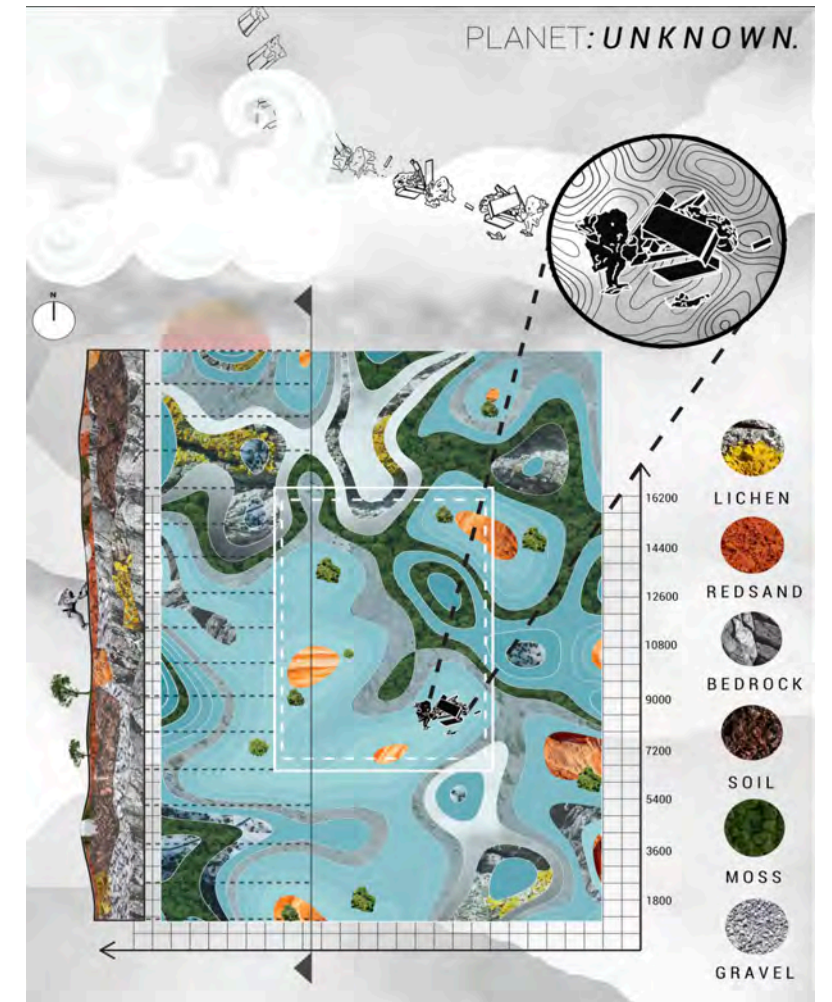 PLANET: UNKNOWN.
N
16200
14400
12600
10800
9000
7200
5400
3600
1800
LICHEN
REDSAND
BEDROCK
SOIL
MOSS
GRAVEL